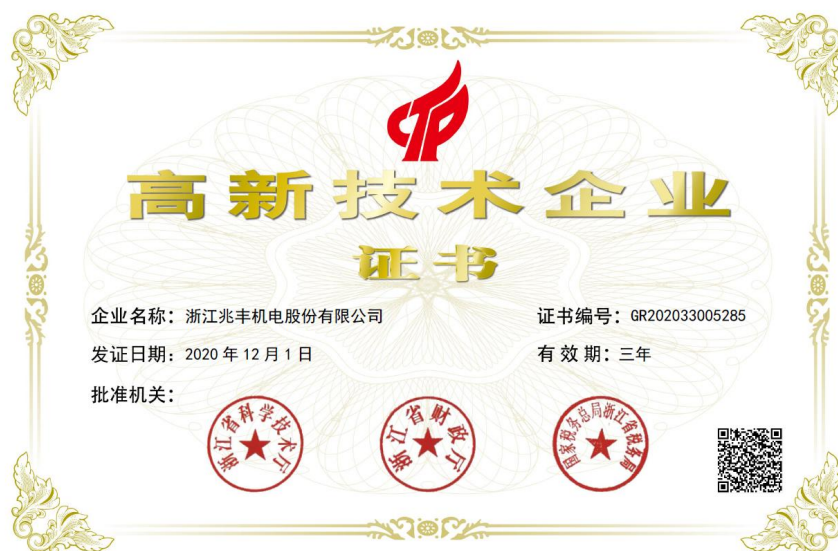 高新技术企业
证书
企业名称：浙江兆丰机电股份有限公司 证书编号：GR202033005285
发证日期：2020年12月1日 有效期：三年
批准机关：
浙江省科学技术厅
浙江省财政厅
国家税务总局浙江省税务局